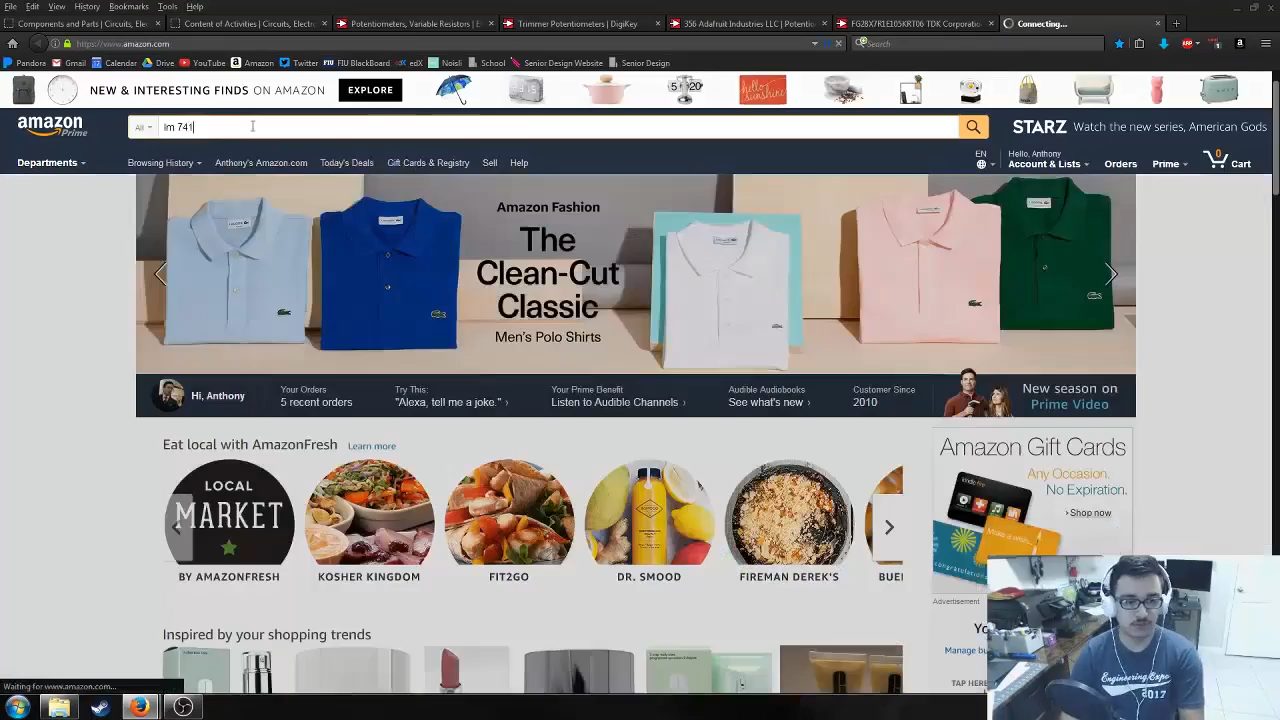 File Edit View History Bookmarks Tools Help
Components and Parts | Circuits, E
Content of Activities | Circuits, Electro
Potentiometers, Variable Resistors | E
Trimmer Potentiometers | DigiKey
356 Adafruit Industries LLC | Potenti
FG28X7R1E105KRT06 TDK Corporatio
Connecting...
https://www.amazon.com
Search
Pandora Gmail Calendar Drive YouTube Amazon Twitter FIU BlackBoard edX Noisli School Senior Design Website Senior Design
NEW & INTERESTING FINDS ON AMAZON EXPLORE
amazon Prime
All
lm 741
STARZ Watch the new series, American Gods
Departments
Browsing History Anthony's Amazon.com Today's Deals Gift Cards & Registry Sell Help
EN
Hello, Anthony
Account & Lists
Orders
Prime
0
Cart
Amazon Fashion
The
Clean-Cut
Classic
Men's Polo Shirts
Hi, Anthony
Your Orders
5 recent orders
Try This:
"Alexa, tell me a joke." ›
Your Prime Benefit
Listen to Audible Channels ›
Audible Audiobooks
See what's new ›
Customer Since
2010
New season on
Prime Video
Eat local with AmazonFresh Learn more
LOCAL
MARKET
BY AMAZONFRESH
KOSHER KINGDOM
FIT2GO
DR. SMOOD
FIREMAN DEREK'S
Amazon Gift Cards
Any Occasion.
No Expiration.
› Shop now
Advertisement
Inspired by your shopping trends
TAP HERE
Engineering Expo
2017
Waiting for www.amazon.com...